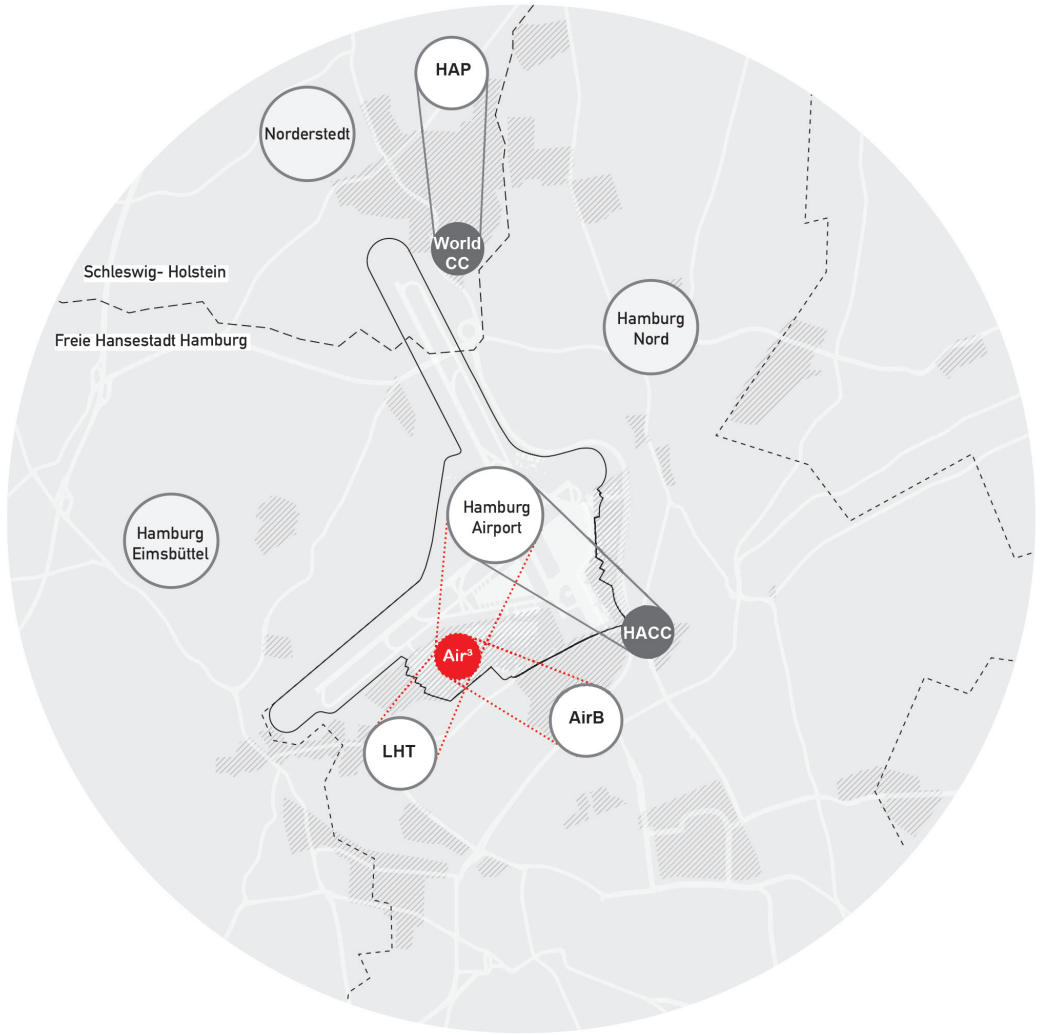 HAP
Norderstedt
World
CC
Schleswig- Holstein
Freie Hansestadt Hamburg
Hamburg
Nord
Hamburg
Airport
Hamburg
Eimsbüttel
HACC
Air³
AirB
LHT